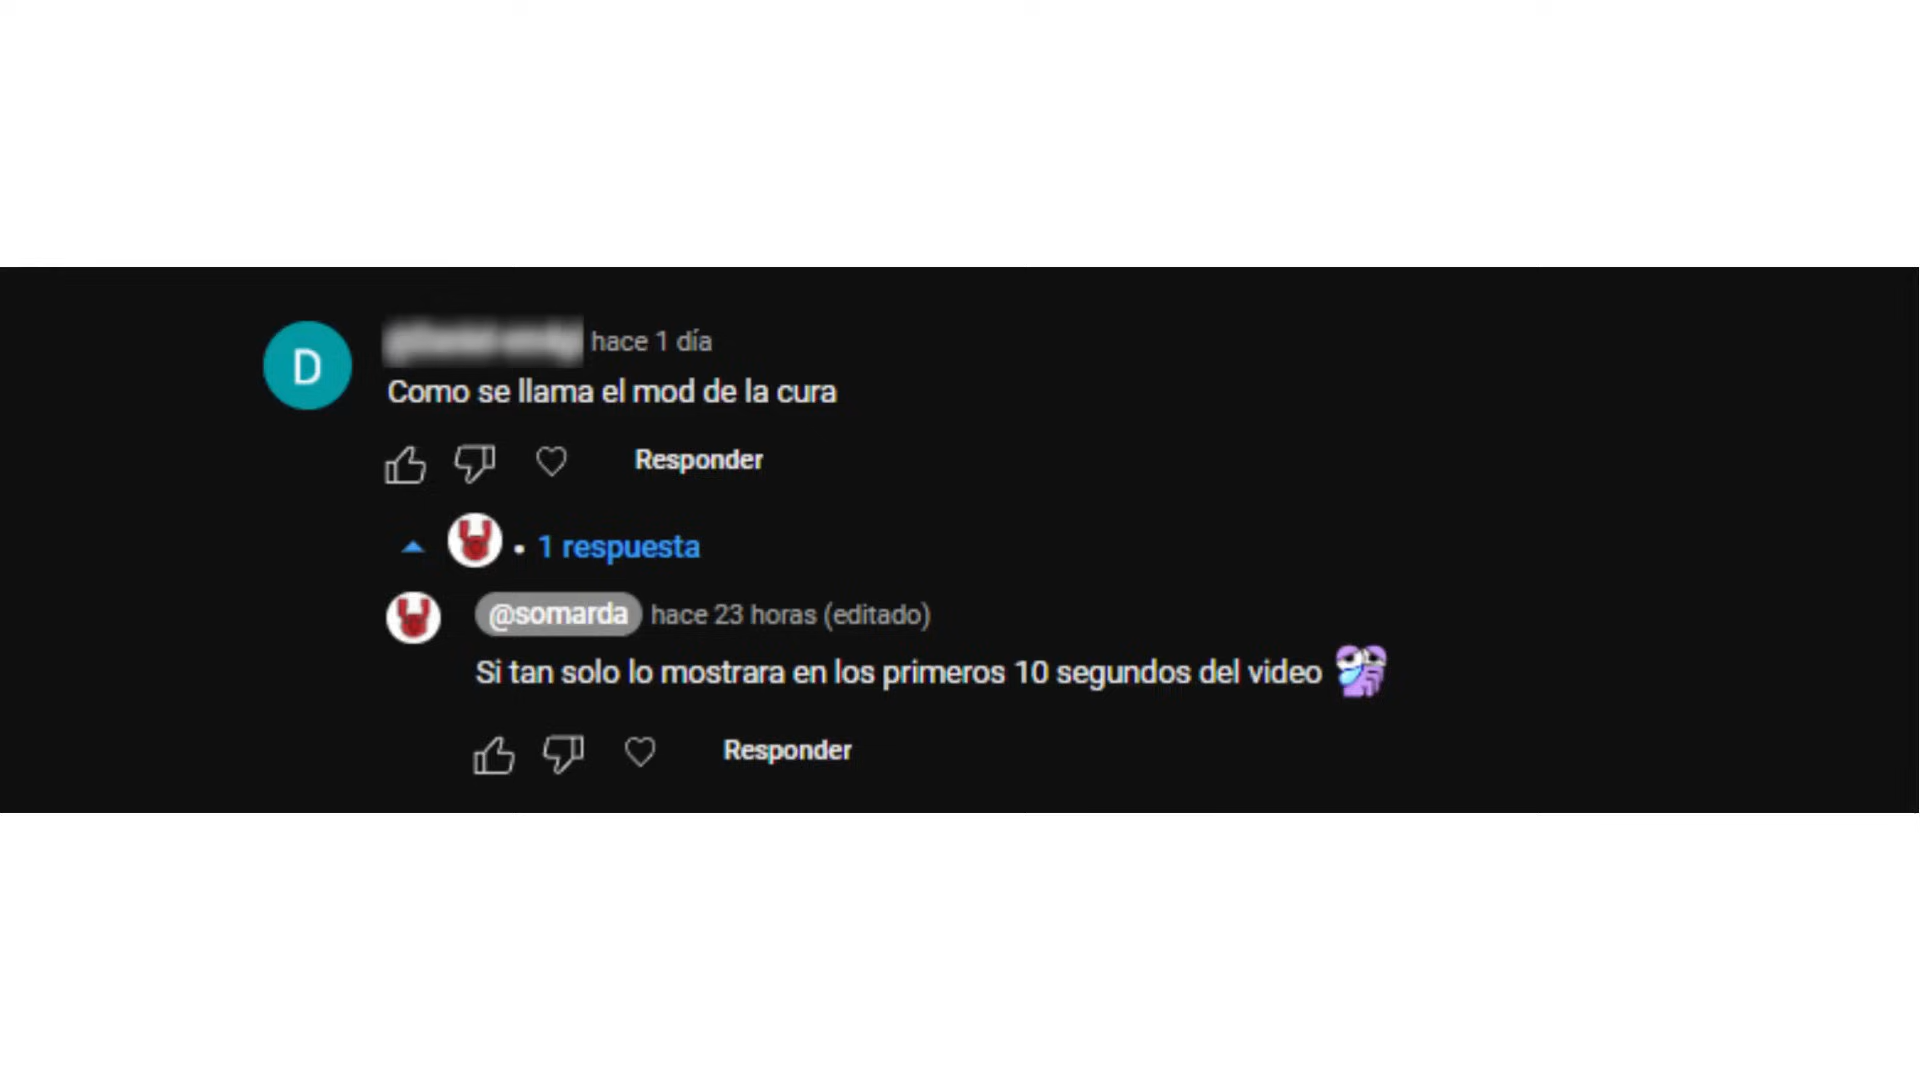 D
hace 1 día
Como se llama el mod de la cura
Responder
• 1 respuesta
@somarda hace 23 horas (editado)
Si tan solo lo mostrara en los primeros 10 segundos del video
Responder